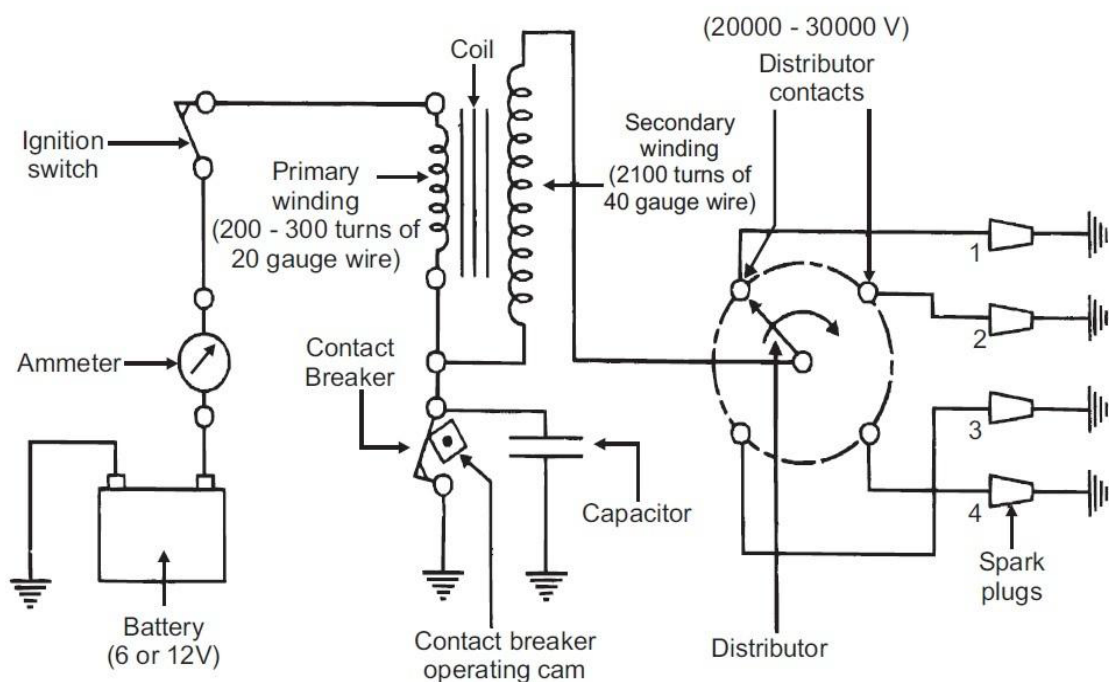 (20000 - 30000 V)
Distributor
contacts
Coil
Ignition
switch
Primary
winding
(200 - 300 turns of
20 gauge wire)
Secondary
winding
(2100 turns of
40 gauge wire)
1
2
3
4
Ammeter
Contact
Breaker
Capacitor
Spark
plugs
Battery
(6 or 12V)
Contact breaker
operating cam
Distributor